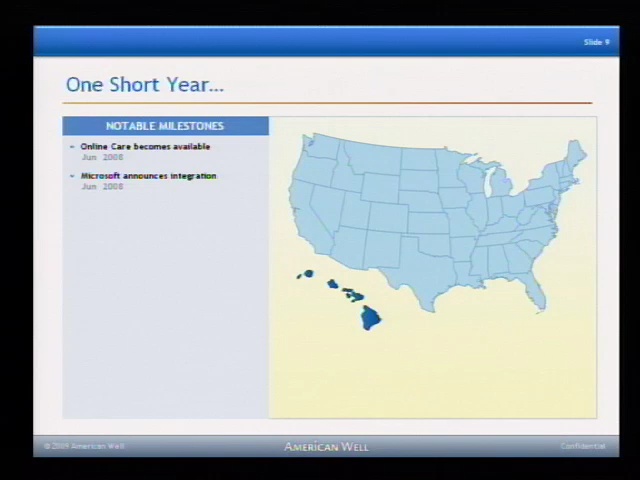 Slide 9
One Short Year...
NOTABLE MILESTONES
- Online Care becomes available
Jun 2008
- Microsoft announces integration
Jun 2008
© 2009 American Well
AMERICAN WELL
Confidential